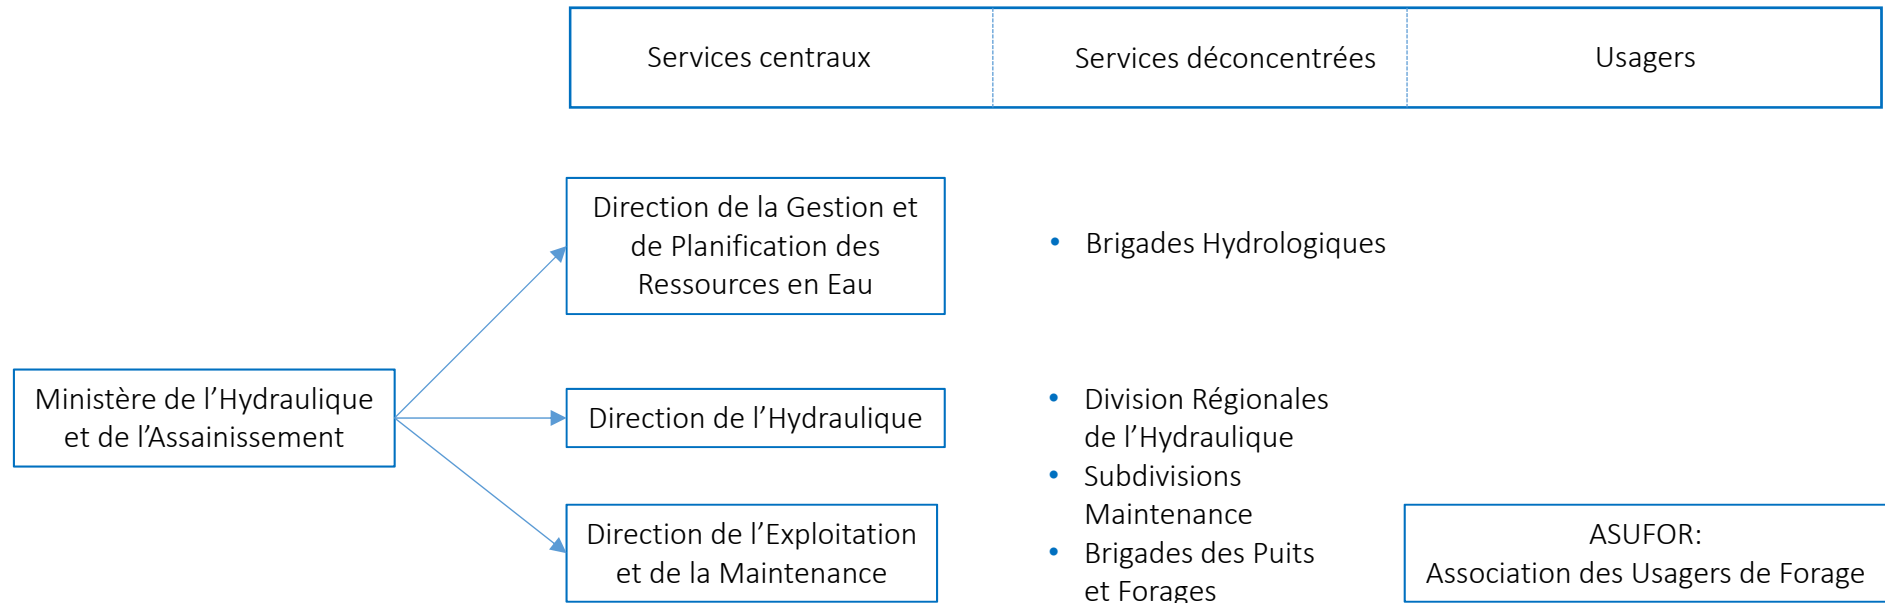 Services centraux
Services déconcentrées
Usagers
Direction de la Gestion et
de Planification des
Ressources en Eau
• Brigades Hydrologiques
Ministère de l’Hydraulique
et de l’Assainissement
Direction de l’Hydraulique
• Division Régionales
de l’Hydraulique
• Subdivisions
Maintenance
• Brigades des Puits
et Forages
Direction de l’Exploitation
et de la Maintenance
ASUFOR:
Association des Usagers de Forage